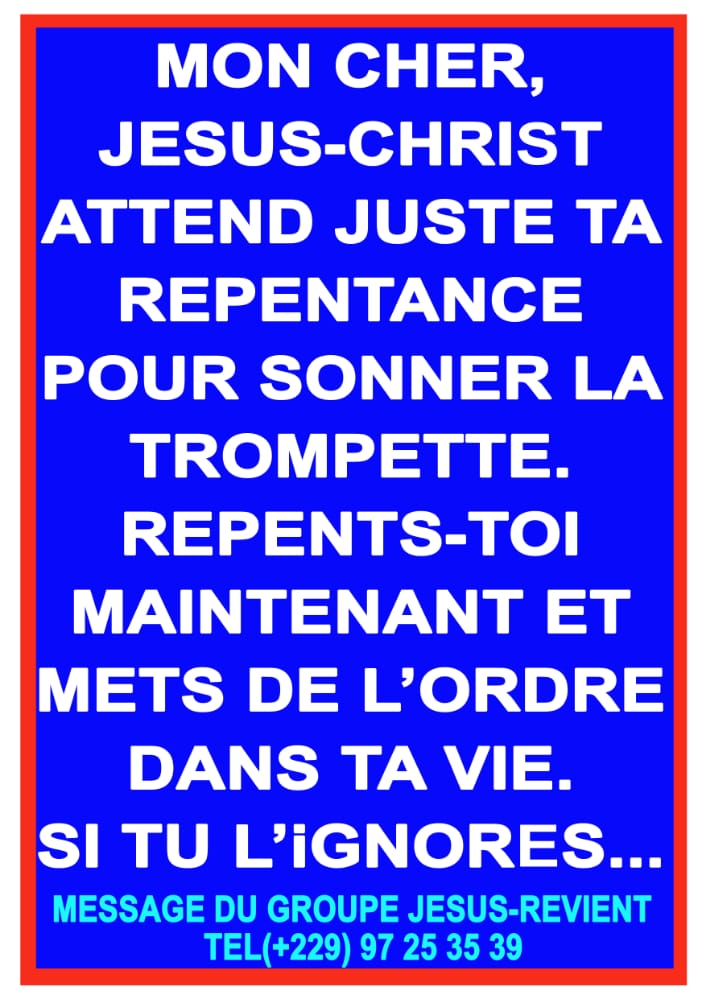 MON CHER,
JESUS-CHRIST
ATTEND JUSTE TA
REPENTANCE
POUR SONNER LA
TROMPETTE.
REPENTS-TOI
MAINTENANT ET
METS DE L’ORDRE
DANS TA VIE.
SI TU L’iGNORES...
MESSAGE DU GROUPE JESUS-REVIENT
TEL(+229) 97 25 35 39